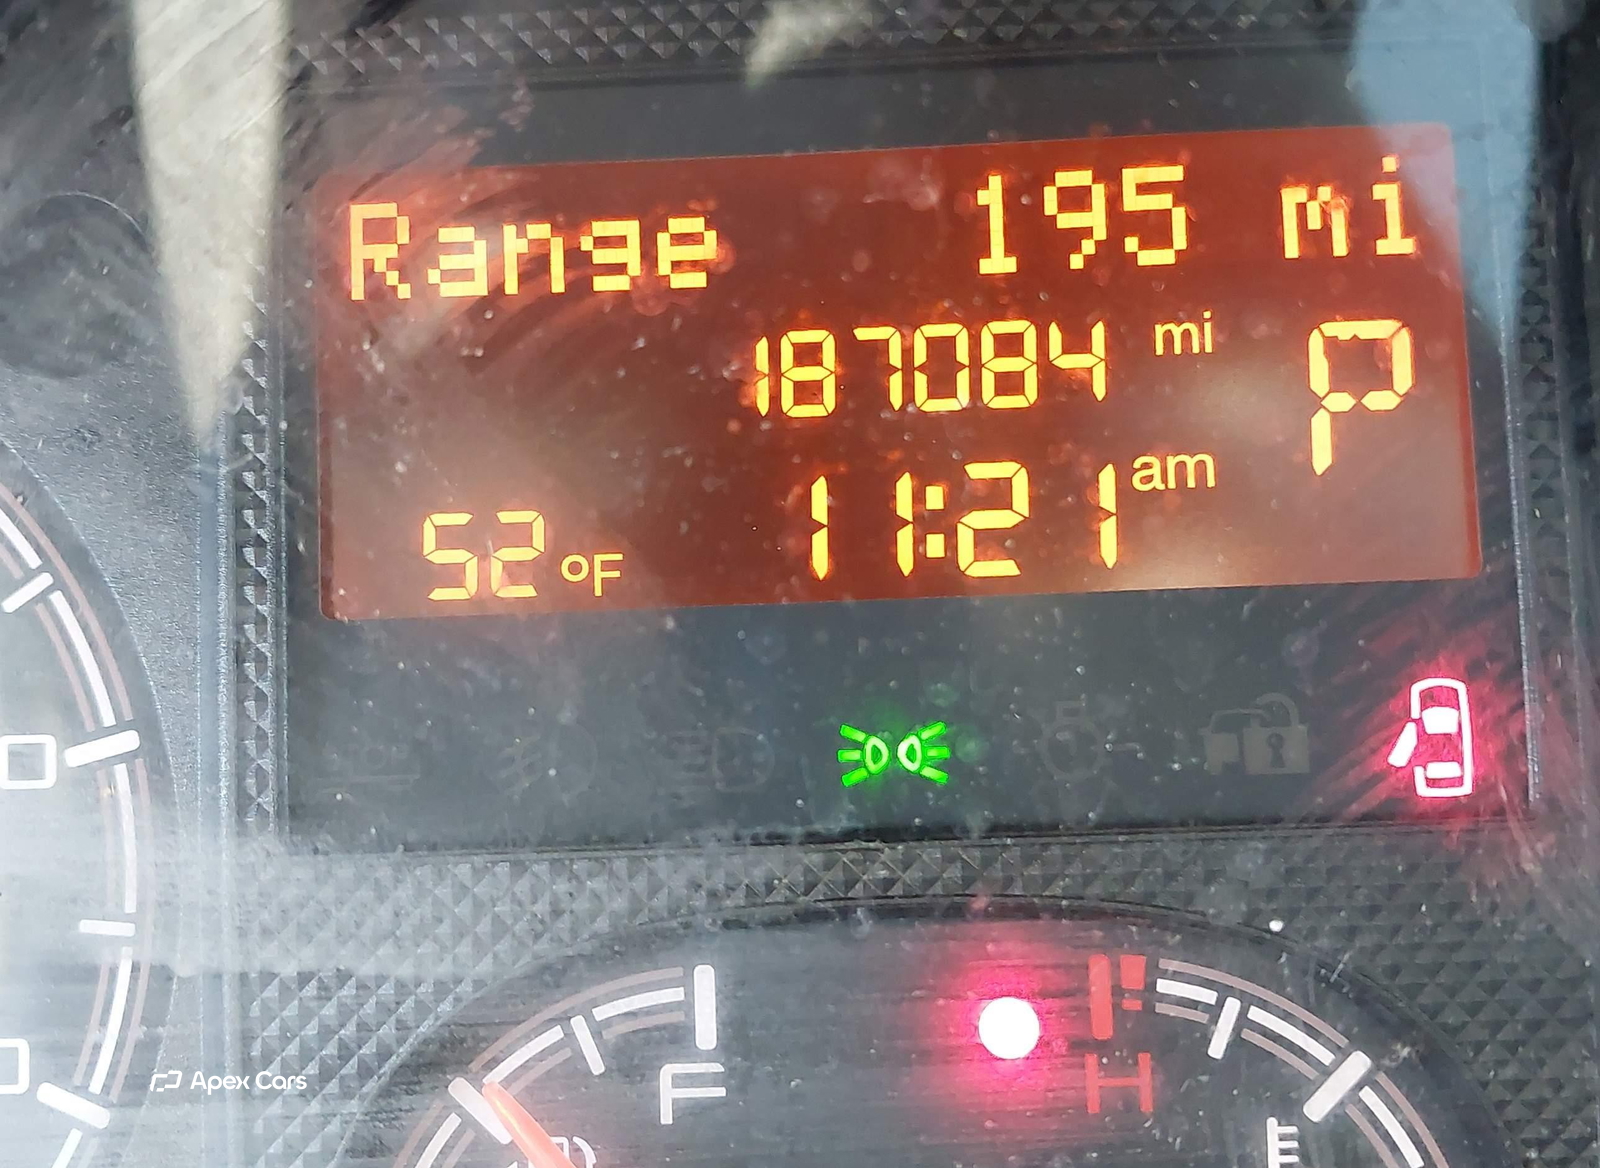 Range 195 mi
187084 mi P
52 °F 11:21 am
F H
E
Apex Cars